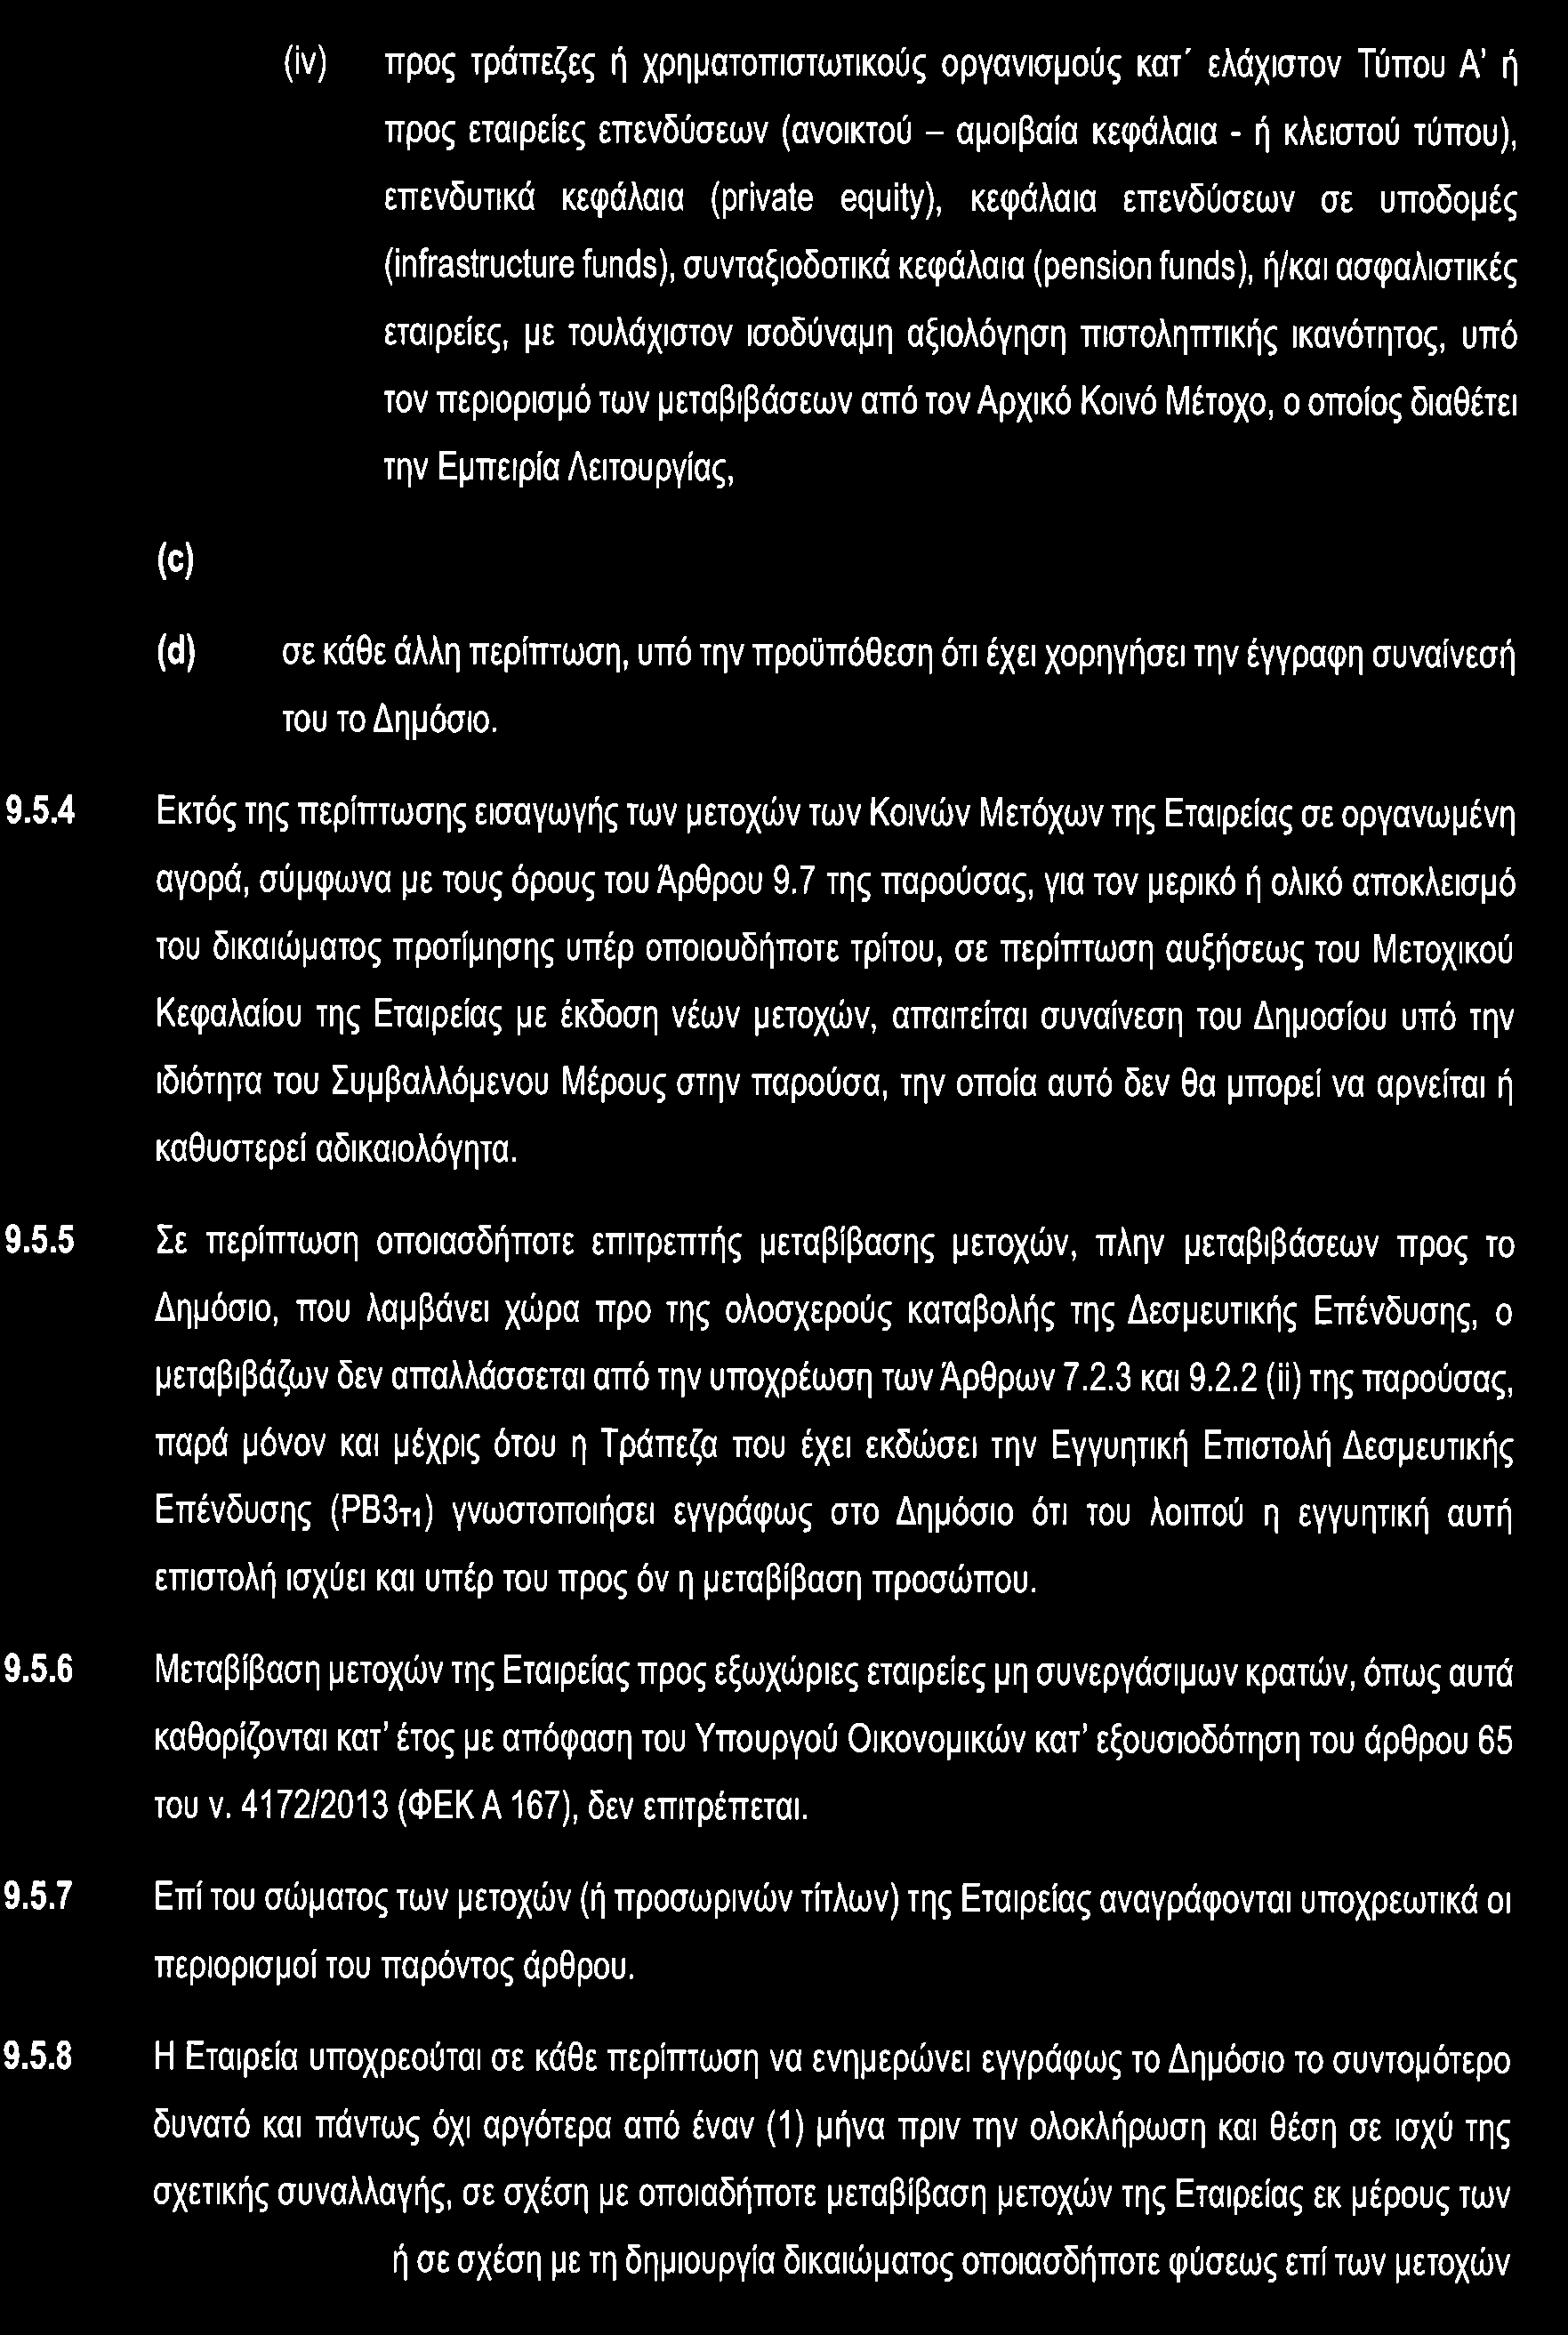 (iv) προς τράπεζες ή χρηματοπιστωτικούς οργανισμούς κατ΄ ελάχιστον Τύπου Α’ ή
προς εταιρείες επενδύσεων (ανοικτού – αμοιβαία κεφάλαια - ή κλειστού τύπου),
επενδυτικά κεφάλαια (private equity), κεφάλαια επενδύσεων σε υποδομές
(infrastructure funds), συνταξιοδοτικά κεφάλαια (pension funds), ή/και ασφαλιστικές
εταιρείες, με τουλάχιστον ισοδύναμη αξιολόγηση πιστοληπτικής ικανότητος, υπό
τον περιορισμό των μεταβιβάσεων από τον Αρχικό Κοινό Μέτοχο, ο οποίος διαθέτει
την Εμπειρία Λειτουργίας,
(c)
(d) σε κάθε άλλη περίπτωση, υπό την προϋπόθεση ότι έχει χορηγήσει την έγγραφη συναίνεσή
του το Δημόσιο.
9.5.4 Εκτός της περίπτωσης εισαγωγής των μετοχών των Κοινών Μετόχων της Εταιρείας σε οργανωμένη
αγορά, σύμφωνα με τους όρους του Άρθρου 9.7 της παρούσας, για τον μερικό ή ολικό αποκλεισμό
του δικαιώματος προτίμησης υπέρ οποιουδήποτε τρίτου, σε περίπτωση αυξήσεως του Μετοχικού
Κεφαλαίου της Εταιρείας με έκδοση νέων μετοχών, απαιτείται συναίνεση του Δημοσίου υπό την
ιδιότητα του Συμβαλλόμενου Μέρους στην παρούσα, την οποία αυτό δεν θα μπορεί να αρνείται ή
καθυστερεί αδικαιολόγητα.
9.5.5 Σε περίπτωση οποιασδήποτε επιτρεπτής μεταβίβασης μετοχών, πλην μεταβιβάσεων προς το
Δημόσιο, που λαμβάνει χώρα προ της ολοσχερούς καταβολής της Δεσμευτικής Επένδυσης, ο
μεταβιβάζων δεν απαλλάσσεται από την υποχρέωση των Άρθρων 7.2.3 και 9.2.2 (ii) της παρούσας,
παρά μόνον και μέχρις ότου η Τράπεζα που έχει εκδώσει την Εγγυητική Επιστολή Δεσμευτικής
Επένδυσης (PB3T1) γνωστοποιήσει εγγράφως στο Δημόσιο ότι του λοιπού η εγγυητική αυτή
επιστολή ισχύει και υπέρ του προς όν η μεταβίβαση προσώπου.
9.5.6 Μεταβίβαση μετοχών της Εταιρείας προς εξωχώριες εταιρείες μη συνεργάσιμων κρατών, όπως αυτά
καθορίζονται κατ’ έτος με απόφαση του Υπουργού Οικονομικών κατ’ εξουσιοδότηση του άρθρου 65
του ν. 4172/2013 (ΦΕΚ Α 167), δεν επιτρέπεται.
9.5.7 Επί του σώματος των μετοχών (ή προσωρινών τίτλων) της Εταιρείας αναγράφονται υποχρεωτικά οι
περιορισμοί του παρόντος άρθρου.
9.5.8 Η Εταιρεία υποχρεούται σε κάθε περίπτωση να ενημερώνει εγγράφως το Δημόσιο το συντομότερο
δυνατό και πάντως όχι αργότερα από έναν (1) μήνα πριν την ολοκλήρωση και θέση σε ισχύ της
σχετικής συναλλαγής, σε σχέση με οποιαδήποτε μεταβίβαση μετοχών της Εταιρείας εκ μέρους των
ή σε σχέση με τη δημιουργία δικαιώματος οποιασδήποτε φύσεως επί των μετοχών